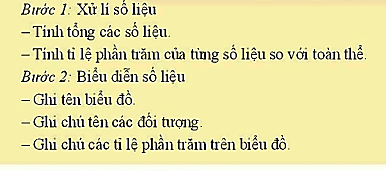 Bước 1: Xử lí số liệu
– Tính tổng các số liệu.
– Tính tỉ lệ phần trăm của từng số liệu so với toàn thể.
Bước 2: Biểu diễn số liệu
– Ghi tên biểu đồ.
– Ghi chú tên các đối tượng.
– Ghi chú các tỉ lệ phần trăm trên biểu đồ.